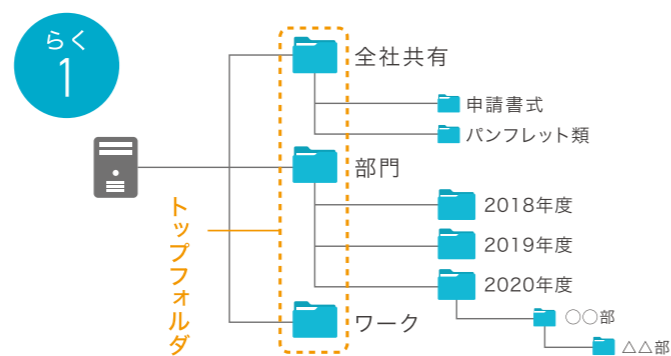 らく
1
全社共有
申請書式
パンフレット類
部門
トップフォルダ
2018年度
2019年度
2020年度
○○部
ワーク
△△部